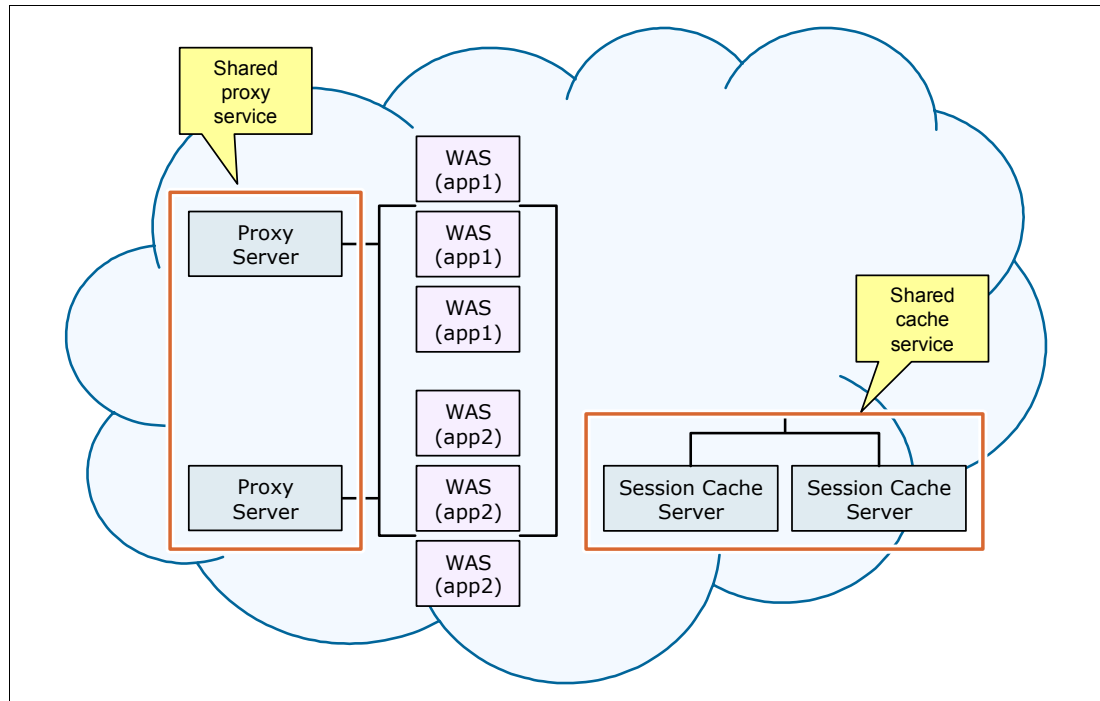 Shared
proxy
service
WAS
(app1)
Proxy
Server
WAS
(app1)
WAS
(app1)
Shared
cache
service
WAS
(app2)
Proxy
Server
WAS
(app2)
Session Cache
Server
Session Cache
Server
WAS
(app2)